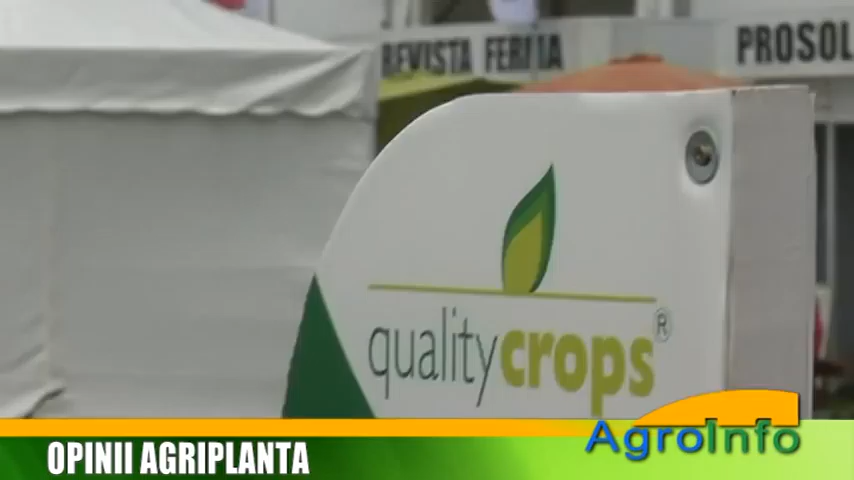 REVISTA FERMA
PROSOL
qualitycrops®
AgroInfo
OPINII AGRIPLANTA